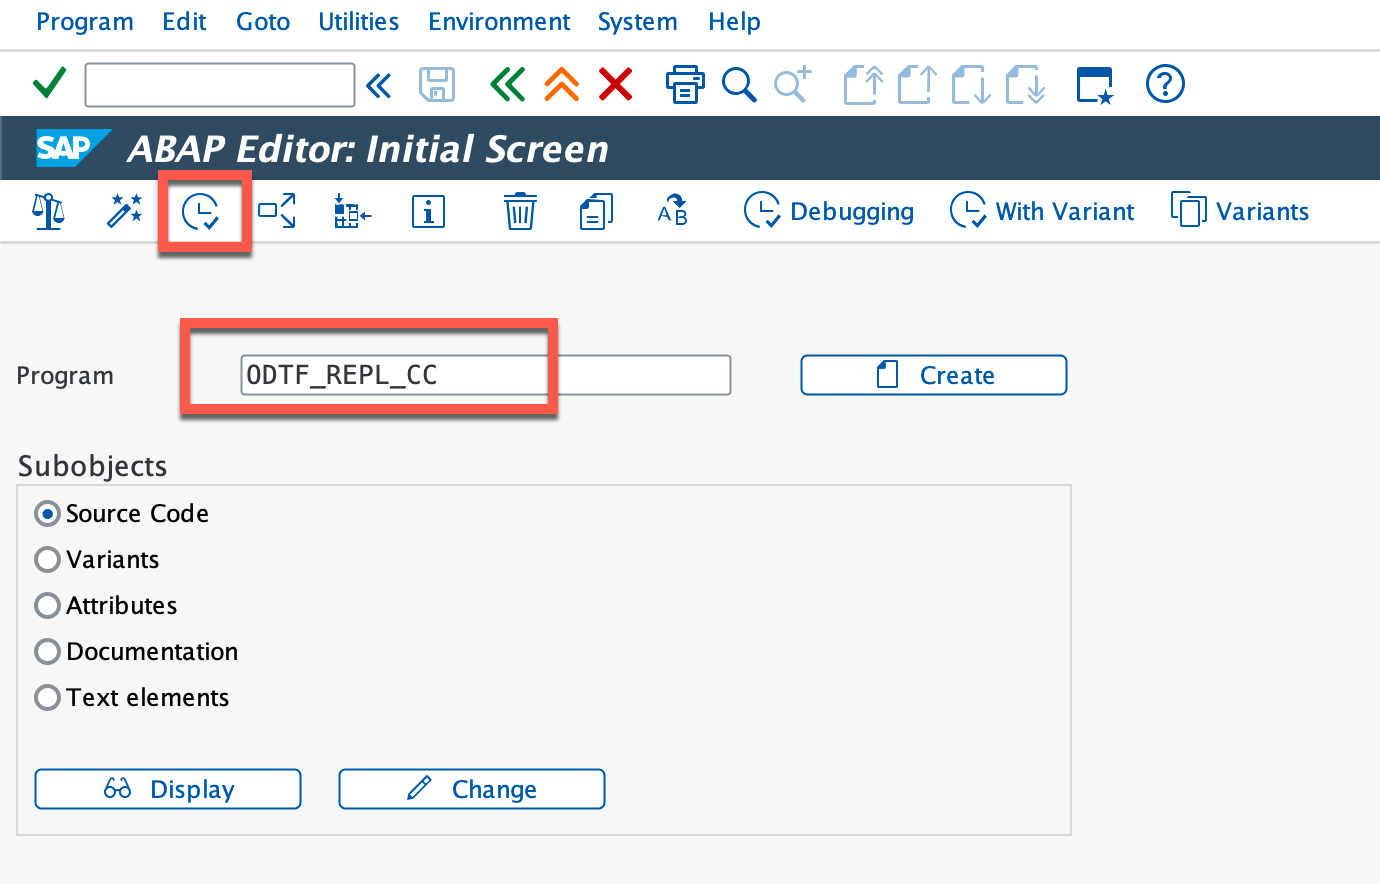 Program Edit Goto Utilities Environment System Help
SAP ABAP Editor: Initial Screen
Debugging With Variant Variants
Program ODTF_REPL_CC Create
Subobjects
Source Code
Variants
Attributes
Documentation
Text elements
Display Change